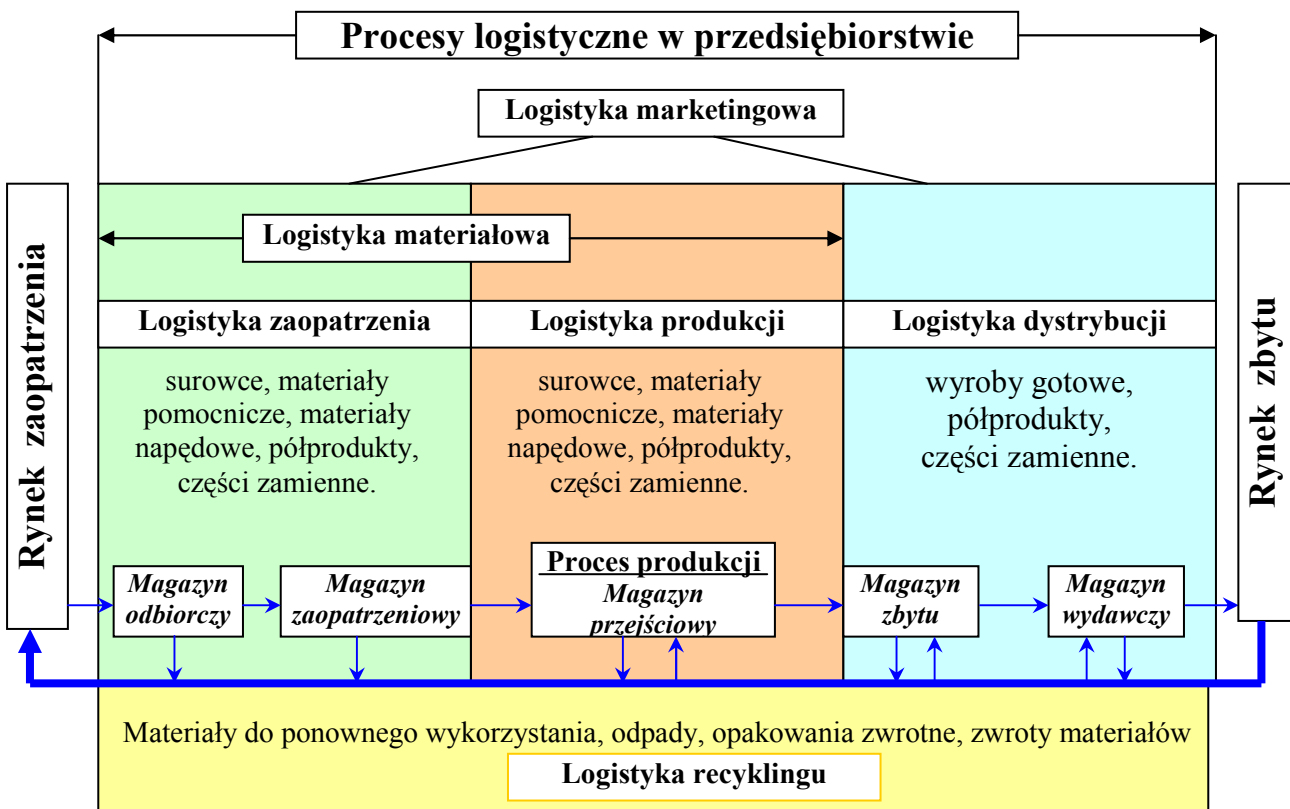 Procesy logistyczne w przedsiębiorstwie
Logistyka marketingowa
Rynek zaopatrzenia
Logistyka materiałowa
Logistyka zaopatrzenia
surowce, materiały
pomocnicze, materiały
napędowe, półprodukty,
części zamienne.
Logistyka produkcji
surowce, materiały
pomocnicze, materiały
napędowe, półprodukty,
części zamienne.
Logistyka dystrybucji
wyroby gotowe,
półprodukty,
części zamienne.
Rynek zbytu
Magazyn
odbiorczy
Magazyn
zaopatrzeniowy
Proces produkcji
Magazyn
przejściowy
Magazyn
zbytu
Magazyn
wydawczy
Materiały do ponownego wykorzystania, odpady, opakowania zwrotne, zwroty materiałów
Logistyka recyklingu